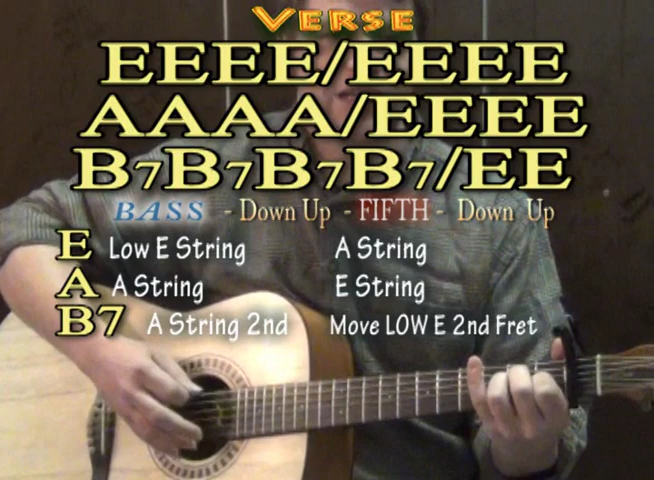 VERSE
EEEE/EEEE
AAAA/EEEE
B7B7B7B7/EE
BASS - Down Up - FIFTH - Down Up
E Low E String A String
A A String E String
B7 A String 2nd Move LOW E 2nd Fret